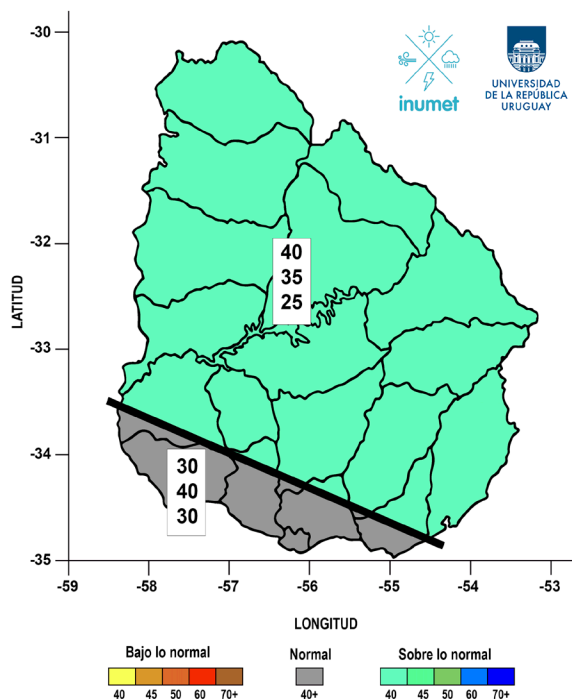 inumet
UNIVERSIDAD
DE LA REPÚBLICA
URUGUAY
-30
-31
-32
-33
-34
-35
LATITUD
40
35
25
30
40
30
-59
-58
-57
-56
-55
-54
-53
LONGITUD
Bajo lo normal
Normal
Sobre lo normal
40 45 50 60 70+
40+
40 45 50 60 70+